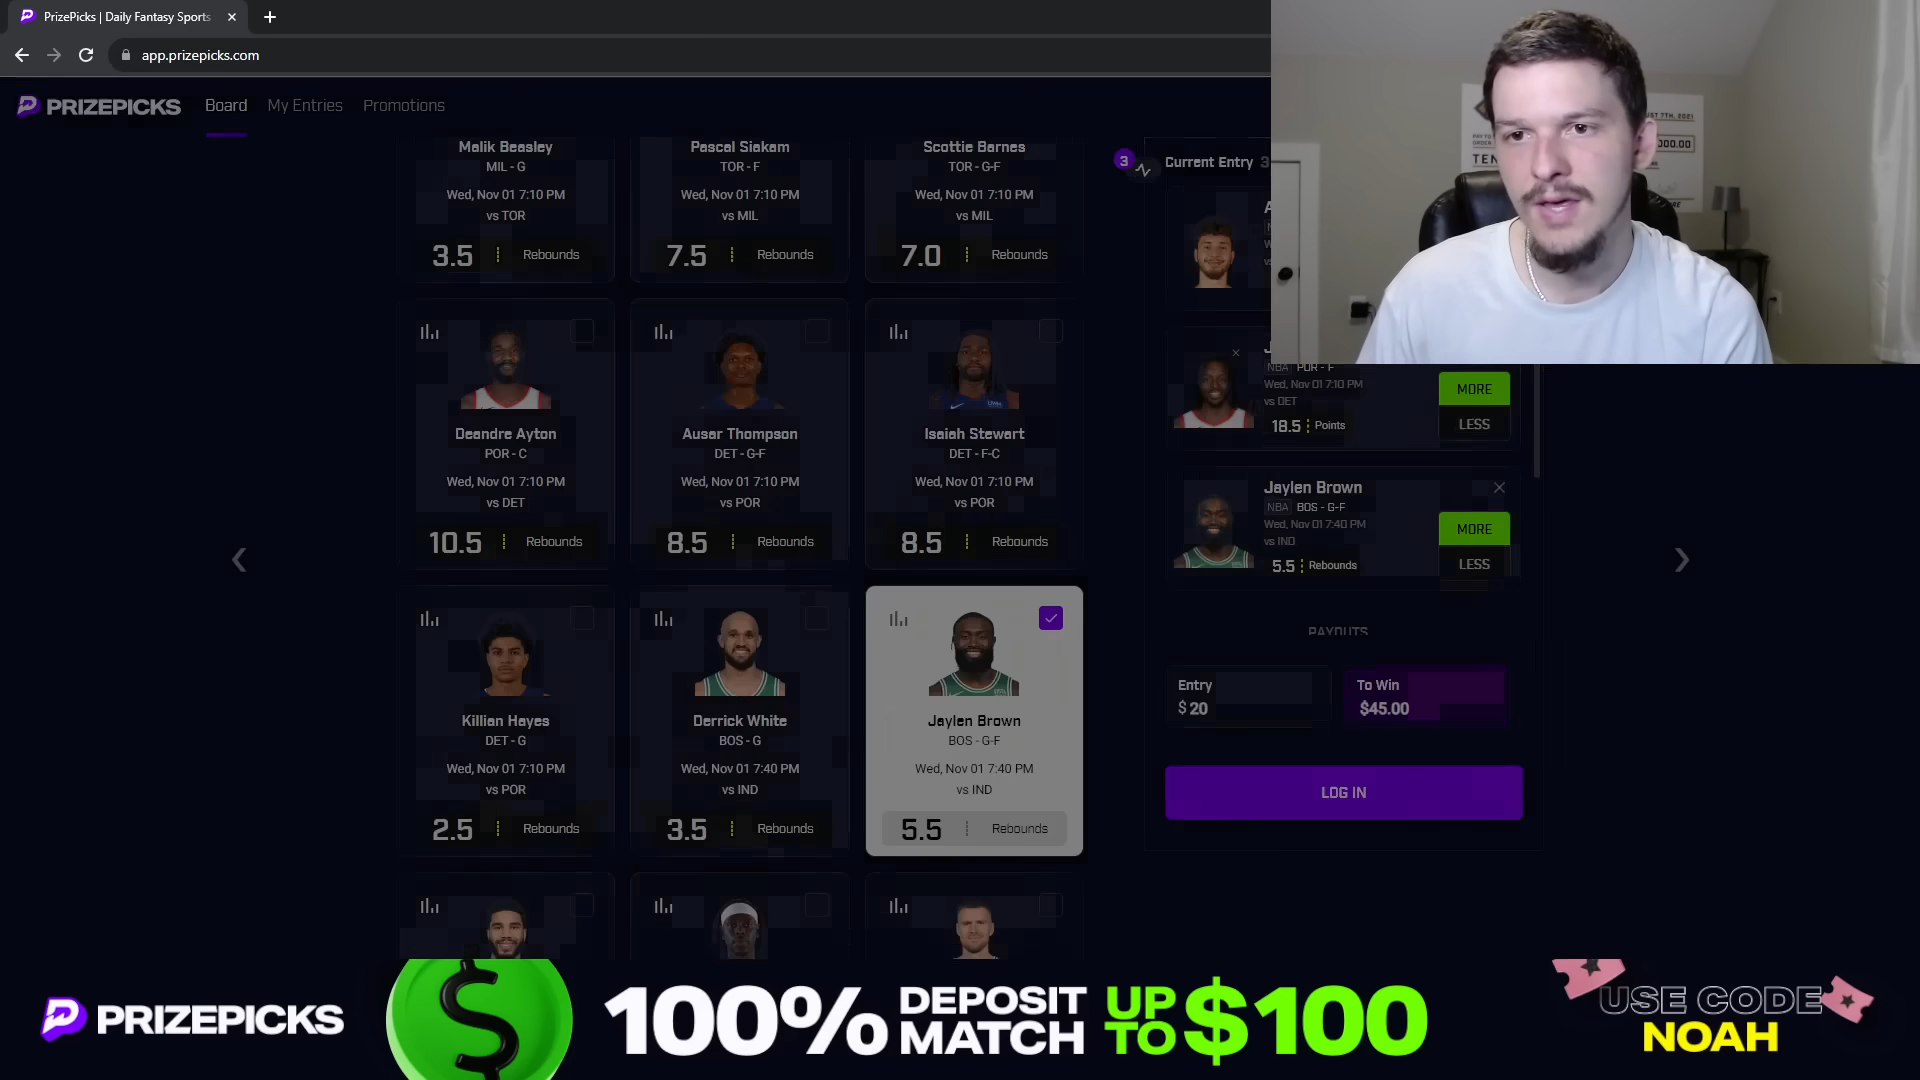 PrizePicks | Daily Fantasy Sports
app.prizepicks.com
PRIZEPICKS
Board
My Entries
Promotions
Malik Beasley
MIL - G
Wed, Nov 01 7:10 PM
vs TOR
3.5
Rebounds
Pascal Siakam
TOR - F
Wed, Nov 01 7:10 PM
vs MIL
7.5
Rebounds
Scottie Barnes
TOR - G-F
Wed, Nov 01 7:10 PM
vs MIL
7.0
Rebounds
Deandre Ayton
POR - C
Wed, Nov 01 7:10 PM
vs DET
10.5
Rebounds
Ausar Thompson
DET - G-F
Wed, Nov 01 7:10 PM
vs POR
8.5
Rebounds
Isaiah Stewart
DET - F-C
Wed, Nov 01 7:10 PM
vs POR
8.5
Rebounds
Killian Hayes
DET - G
Wed, Nov 01 7:10 PM
vs POR
2.5
Rebounds
Derrick White
BOS - G
Wed, Nov 01 7:40 PM
vs IND
3.5
Rebounds
Jaylen Brown
BOS - G-F
Wed, Nov 01 7:40 PM
vs IND
5.5
Rebounds
3
Current Entry 3
NBA POR - F
Wed, Nov 01 7:10 PM
vs DET
18.5 Points
MORE
LESS
Jaylen Brown
NBA BOS - G-F
Wed, Nov 01 7:40 PM
vs IND
5.5 Rebounds
MORE
LESS
PAYOUTS
Entry
$ 20
To Win
$45.00
LOG IN
UST 7TH, 2021
TEN
000.00
PRIZEPICKS
100% DEPOSIT MATCH UP TO $100
USE CODE
NOAH